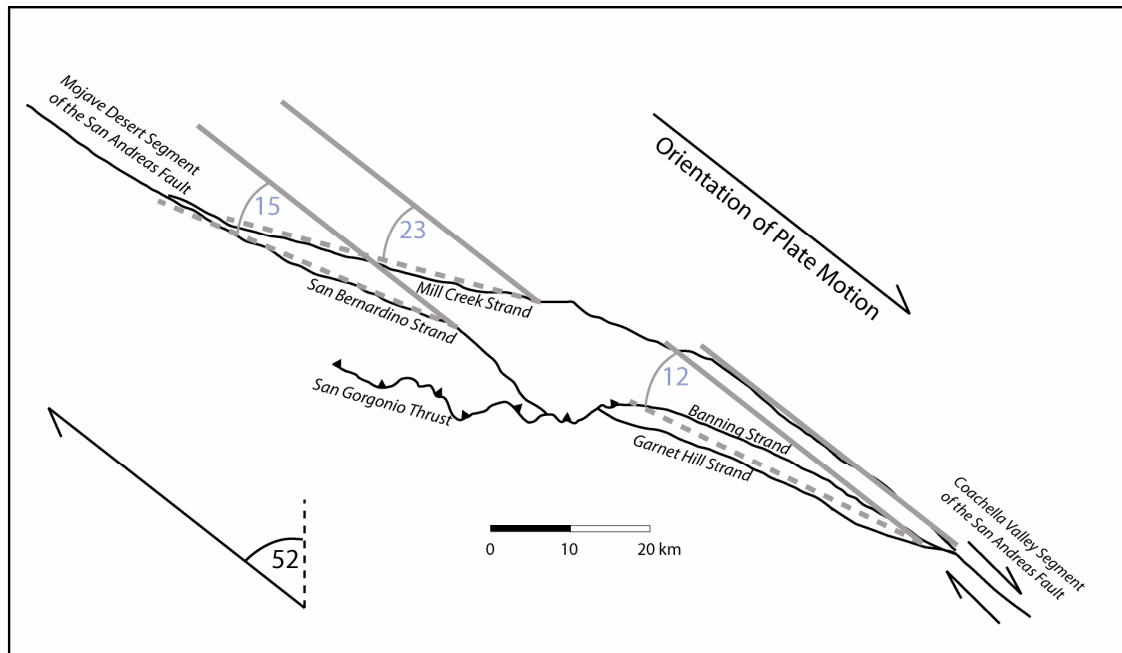 Mojave Desert Segment
of the San Andreas Fault
15
23
Orientation of Plate Motion
Mill Creek Strand
San Bernardino Strand
12
San Gorgonio Thrust
Banning Strand
Garnet Hill Strand
Coachella Valley Segment
of the San Andreas Fault
52
0 10 20 km